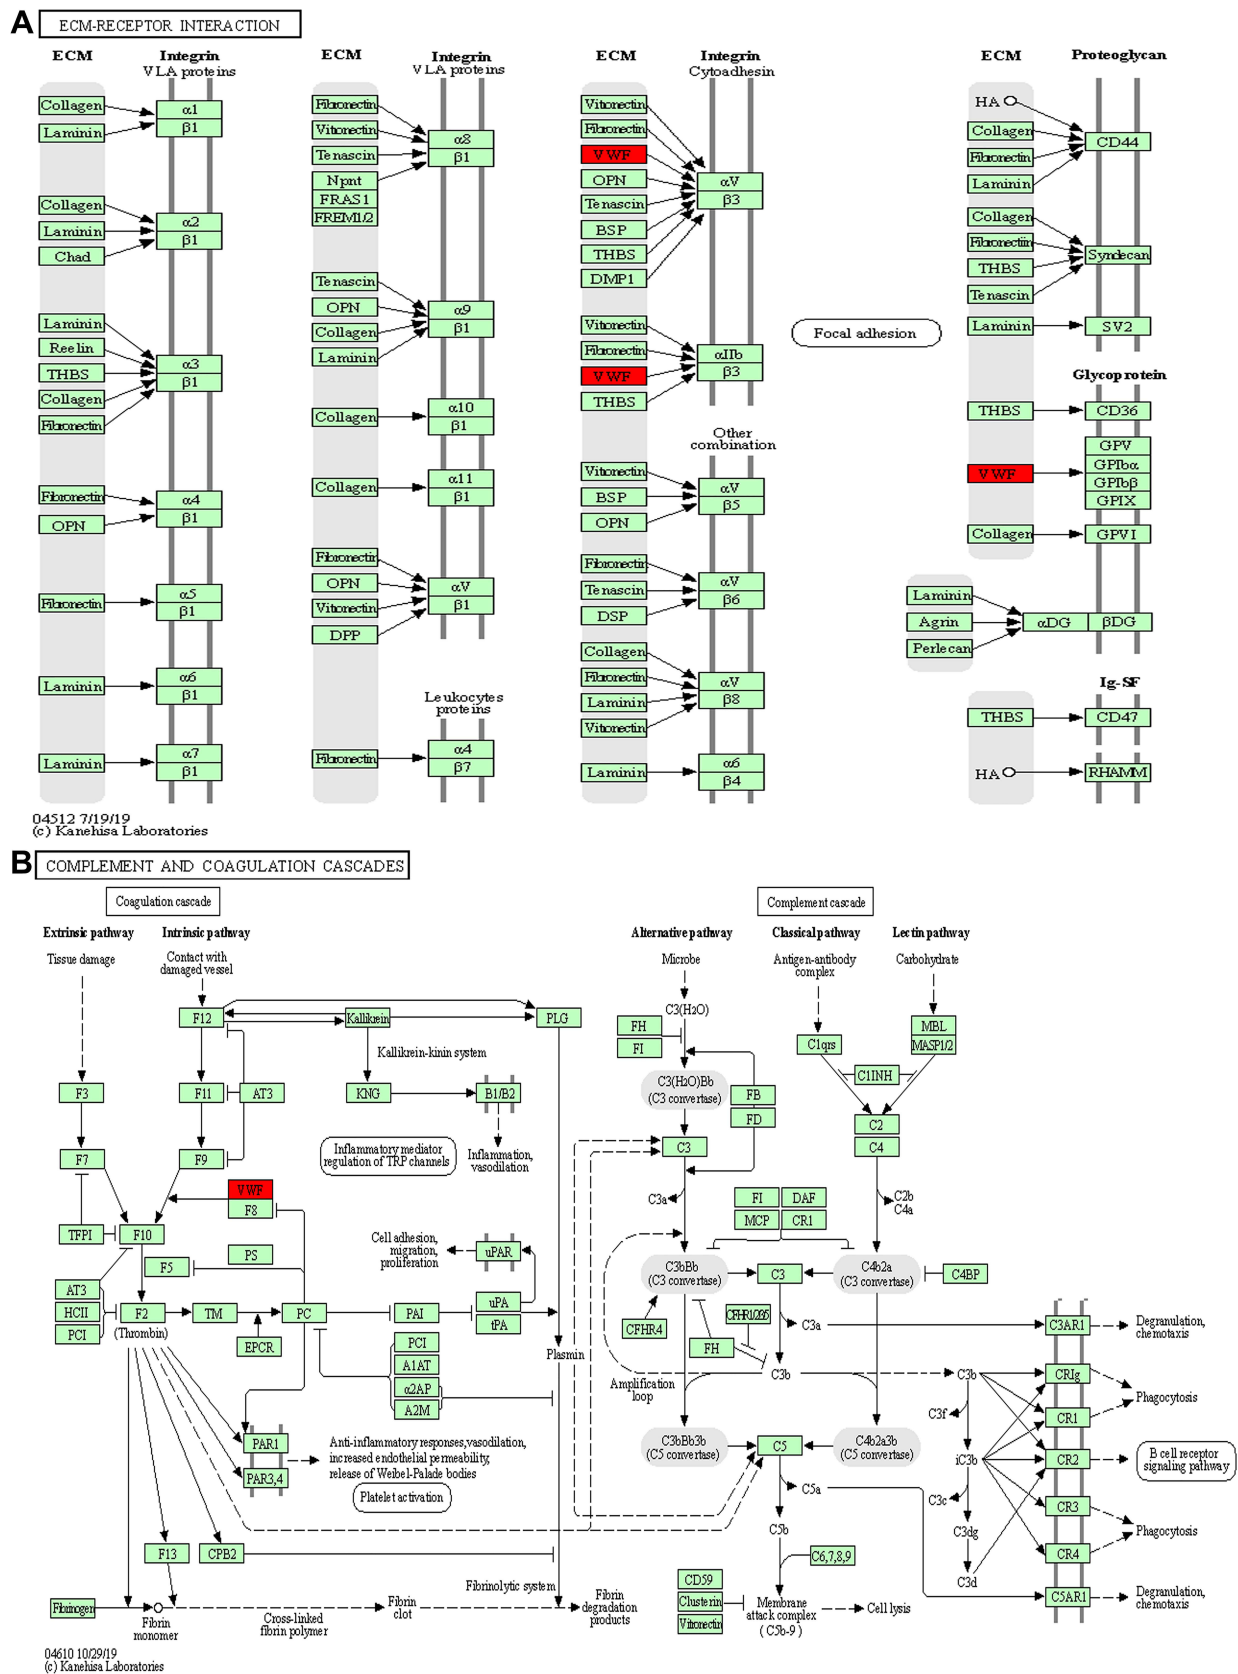 A
ECM-RECEPTOR INTERACTION
ECM
Integrin
VLA proteins
Collagen
Laminin
α1
β1
Collagen
Laminin
Chad
α2
β1
Laminin
Reelin
THBS
Collagen
Fibronectin
α3
β1
Fibronectin
OPN
α4
β1
Fibronectin
α5
β1
Laminin
α6
β1
Laminin
α7
β1
ECM
Integrin
VLA proteins
Fibronectin
Vitronectin
Tenascin
Npnt
FRAS1
FREM1/2
α8
β1
Tenascin
OPN
Collagen
Laminin
α9
β1
Collagen
α10
β1
Collagen
α11
β1
Fibronectin
OPN
Vitronectin
DPP
αV
β1
Leukocytes
proteins
Fibronectin
α4
β7
ECM
Integrin
Cytoadhesin
Vitronectin
Fibronectin
VWF
OPN
Tenascin
BSP
THBS
DMP1
αV
β3
Vitronectin
Fibronectin
VWF
THBS
αIIb
β3
Other
combination
Vitronectin
BSP
OPN
αV
β5
Fibronectin
Tenascin
DSP
αV
β6
Collagen
Fibronectin
Laminin
Vitronectin
αV
β8
Laminin
α6
β4
Focal adhesion
ECM
Proteoglycan
HA
Collagen
Fibronectin
Laminin
CD44
Collagen
Fibronectiin
THBS
Tenascin
Syndecan
Laminin
SV2
Glycoprotein
THBS
CD36
VWF
GPV
GPIbα
GPIbβ
GPIX
Collagen
GPVI
Laminin
Agrin
Perlecan
αDG
βDG
Ig-SF
THBS
CD47
HA
RHAMM
04512 7/19/19
(c) Kanehisa Laboratories
B
COMPLEMENT AND COAGULATION CASCADES
Coagulation cascade
Extrinsic pathway
Intrinsic pathway
Tissue damage
Contact with
damaged vessel
F12
Kallikrein
PLG
Kallikrein-kinin system
F3
F11
AT3
KNG
B1/B2
F7
F9
Inflammatory mediator
regulation of TRP channels
Inflammation,
vasodilation
VWF
F8
TFPI
F10
PS
F5
Cell adhesion,
migration,
proliferation
uPAR
AT3
HCII
PCI
F2
(Thrombin)
TM
PC
EPCR
PAI
uPA
tPA
PCI
A1AT
α2AP
A2M
Plasmin
PAR1
PAR3,4
Anti-inflammatory responses,vasodilation,
increased endothelial permeability,
release of Weibel-Palade bodies
Platelet activation
F13
CPB2
Fibrinolytic system
Fibrinogen
Fibrin
monomer
Cross-linked
fibrin polymer
Fibrin
clot
Fibrin
degradation
products
Complement cascade
Alternative pathway
Classical pathway
Lectin pathway
Microbe
Antigen-antibody
complex
Carbohydrate
C3(H2O)
FH
FI
C1qrs
MBL
MASP1/2
C1INH
C3(H2O)Bb
(C3 convertase)
FB
FD
C2
C4
C3
C3a
C2b
C4a
FI
DAF
MCP
CR1
C3bBb
(C3 convertase)
C3
C4b2a
(C3 convertase)
C4BP
CFHR4
FH
C3a
C3b
Amplification
loop
C3bBb3b
(C5 convertase)
C5
C4b2a3b
(C5 convertase)
C5a
C5b
C6,7,8,9
CD59
Clusterin
Vitronectin
Membrane
attack complex
( C5b-9 )
Cell lysis
C3b
C3f
iC3b
C3c
C3dg
C3d
C3AR1
CRIg
CR1
CR2
CR3
CR4
C5AR1
Degranulation,
chemotaxis
Phagocytosis
B cell receptor
signaling pathway
Phagocytosis
Degranulation,
chemotaxis
04610 10/29/19
(c) Kanehisa Laboratories